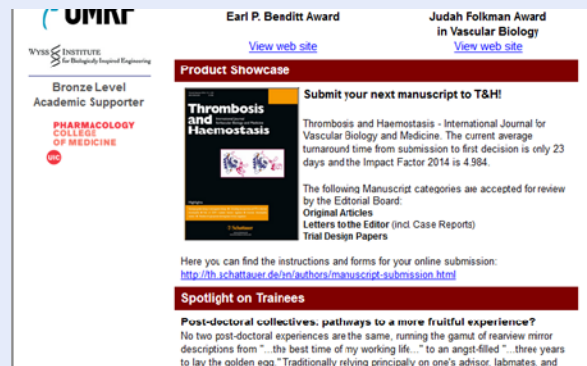 OMRF
WYSS INSTITUTE
for Biologically Inspired Engineering
Bronze Level
Academic Supporter
PHARMACOLOGY
COLLEGE
OF MEDICINE
UIC
Earl P. Benditt Award
View web site
Judah Folkman Award
in Vascular Biology
View web site
Product Showcase
Thrombosis
and
Haemostasis
Schattauer
Submit your next manuscript to T&H!
Thrombosis and Haemostasis - International Journal for
Vascular Biology and Medicine. The current average
turnaround time from submission to first decision is only 23
days and the Impact Factor 2014 is 4.984.
The following Manuscript categories are accepted for review
by the Editorial Board:
Original Articles
Letters to the Editor (incl. Case Reports)
Trial Design Papers
Here you can find the instructions and forms for your online submission:
http://th.schattauer.de/en/authors/manuscript-submission.html
Spotlight on Trainees
Post-doctoral collectives: pathways to a more fruitful experience?
No two post-doctoral experiences are the same, running the gamut of rearview mirror
descriptions from "...the best time of my working life..." to an angst-filled "...three years
to lay the golden egg." Traditionally relying principally on one's advisor, labmates, and